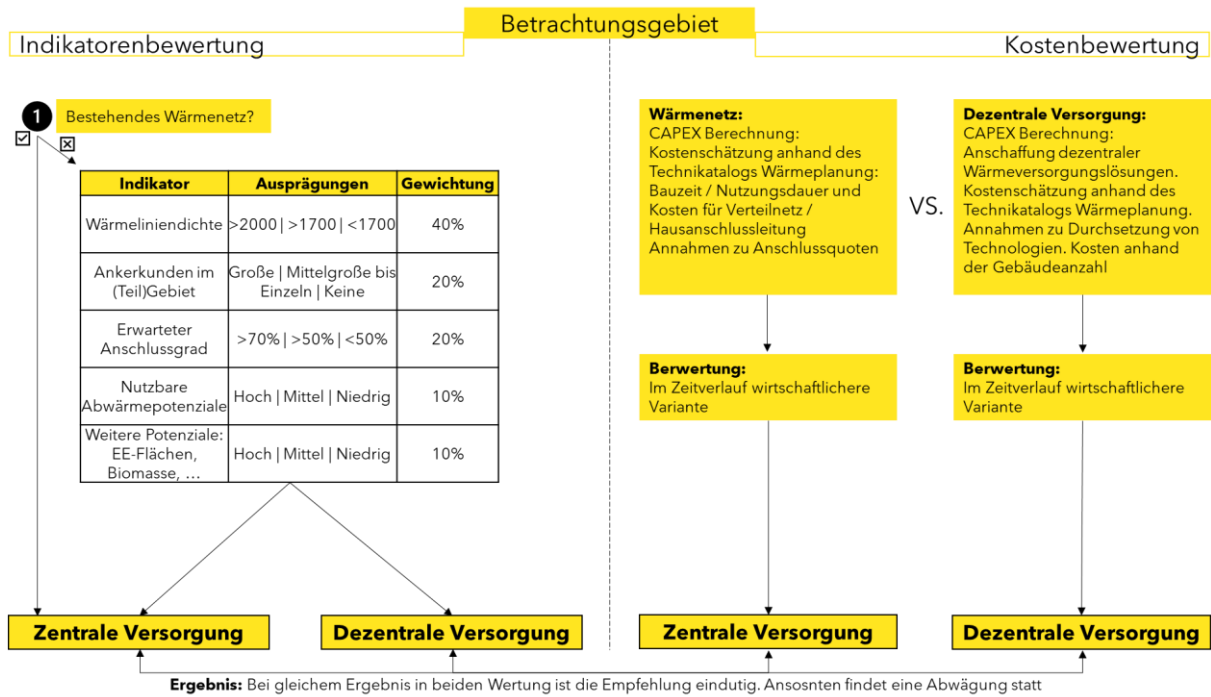 Betrachtungsgebiet
Indikatorenbewertung
Kostenbewertung
1
Bestehendes Wärmenetz?
Indikator Ausprägungen Gewichtung
Wärmeliniendichte >2000 | >1700 | <1700 40%
Ankerkunden im
(Teil)Gebiet
Große | Mittelgroße bis
Einzeln | Keine
20%
Erwarteter
Anschlussgrad
>70% | >50% | <50%
20%
Nutzbare
Abwärmepotenziale
Hoch | Mittel | Niedrig
10%
Weitere Potenziale:
EE-Flächen,
Biomasse, …
Hoch | Mittel | Niedrig
10%
Zentrale Versorgung
Dezentrale Versorgung
Wärmenetz:
CAPEX Berechnung:
Kostenschätzung anhand des
Technikatalogs Wärmeplanung:
Bauzeit / Nutzungsdauer und
Kosten für Verteilnetz /
Hausanschlussleitung
Annahmen zu Anschlussquoten
VS.
Dezentrale Versorgung:
CAPEX Berechnung:
Anschaffung dezentraler
Wärmeversorgungslösungen.
Kostenschätzung anhand des
Technikatalogs Wärmeplanung.
Annahmen zu Durchsetzung von
Technologien. Kosten anhand
der Gebäudeanzahl
Berwertung:
Im Zeitverlauf wirtschaftlichere
Variante
Berwertung:
Im Zeitverlauf wirtschaftlichere
Variante
Zentrale Versorgung
Dezentrale Versorgung
Ergebnis: Bei gleichem Ergebnis in beiden Wertung ist die Empfehlung eindutig. Ansosnten findet eine Abwägung statt